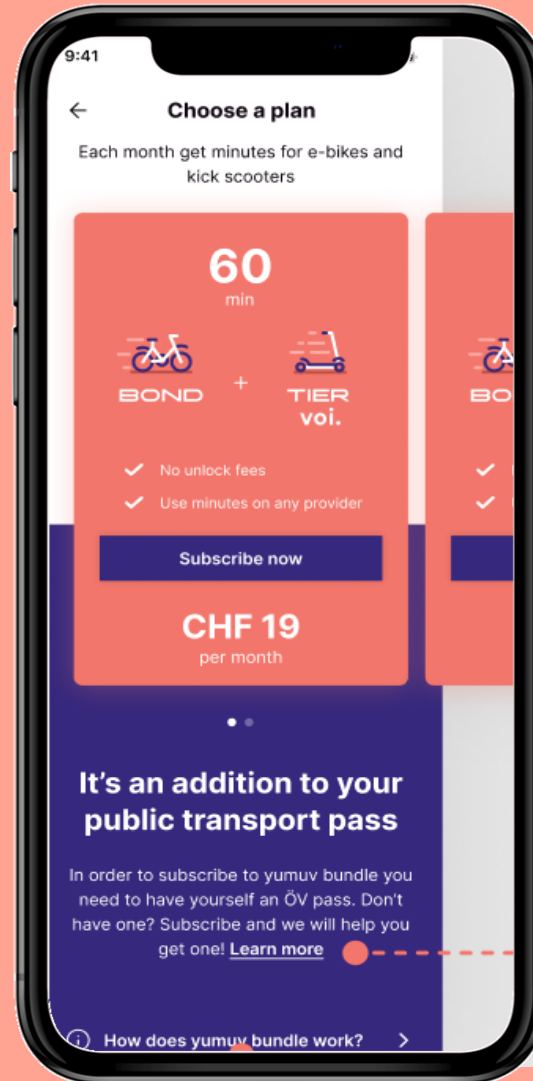 9:41
Choose a plan
Each month get minutes for e-bikes and
kick scooters
60
min
BOND
+
TIER
voi.
No unlock fees
Use minutes on any provider
Subscribe now
CHF 19
per month
BO
It's an addition to your
public transport pass
In order to subscribe to yumuv bundle you
need to have yourself an ÖV pass. Don't
have one? Subscribe and we will help you
get one! Learn more
How does yumuv bundle work?